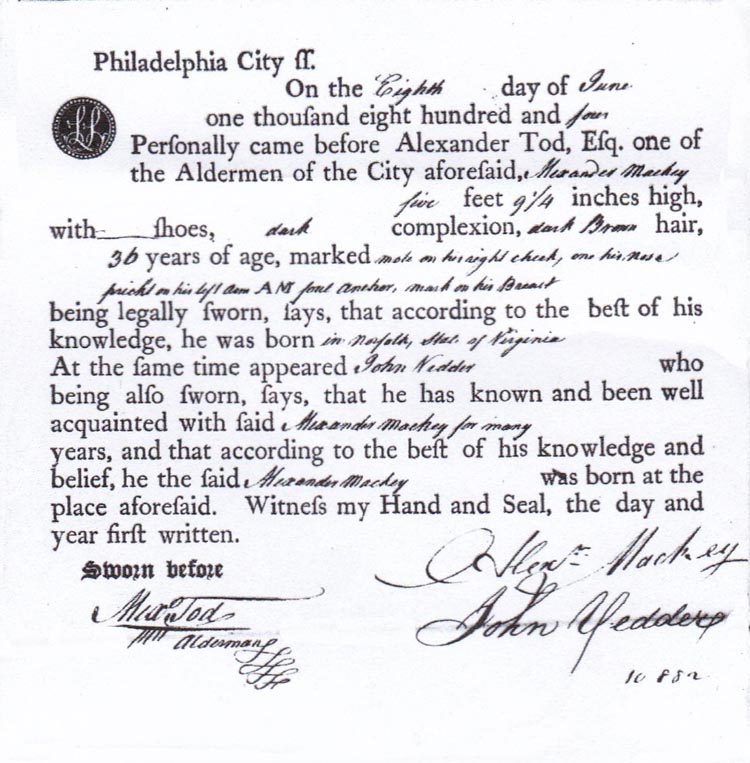 Philadelphia City ſſ.
On the Eighth day of June
one thouſand eight hundred and four
Perſonally came before Alexander Tod, Eſq. one of
the Aldermen of the City aforeſaid, Alexander Mackey
five feet 9 1/4 inches high,
with ſhoes, dark complexion, dark Brown hair,
36 years of age, marked mole on his right cheek, one his nose
prickt on his left arm AM anchor, mark on his Breast
being legally ſworn, ſays, that according to the beſt of his
knowledge, he was born in Norfolk, State of Virginia
At the ſame time appeared John Vedder who
being alſo ſworn, ſays, that he has known and been well
acquainted with ſaid Alexander Mackey for many
years, and that according to the beſt of his knowledge and
belief, he the ſaid Alexander Mackey was born at the
place aforeſaid. Witneſs my Hand and Seal, the day and
year firſt written.
Sworn before
Alexr Mackey
Alexr Tod
John Vedder
Alderman
10882